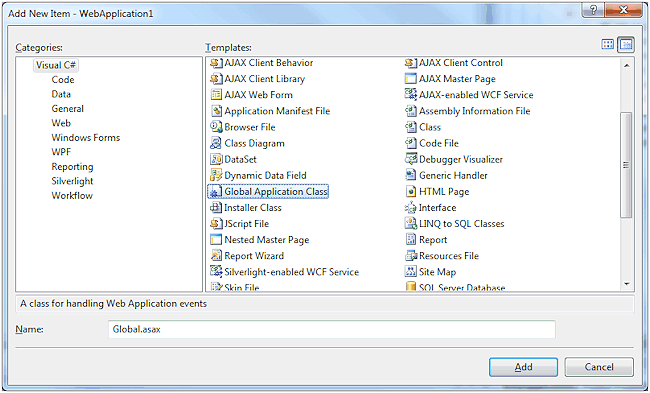 Add New Item - WebApplication1
Categories:
Templates:
Visual C#
Code
Data
General
Web
Windows Forms
WPF
Reporting
Silverlight
Workflow
AJAX Client Behavior
AJAX Client Control
AJAX Client Library
AJAX Master Page
AJAX Web Form
AJAX-enabled WCF Service
Application Manifest File
Assembly Information File
Browser File
Class
Class Diagram
Code File
DataSet
Debugger Visualizer
Dynamic Data Field
Generic Handler
Global Application Class
HTML Page
Installer Class
Interface
JScript File
LINQ to SQL Classes
Nested Master Page
Report
Report Wizard
Resources File
Silverlight-enabled WCF Service
Site Map
Skin File
SQL Server Database
A class for handling Web Application events
Name:
Global.asax
Add
Cancel